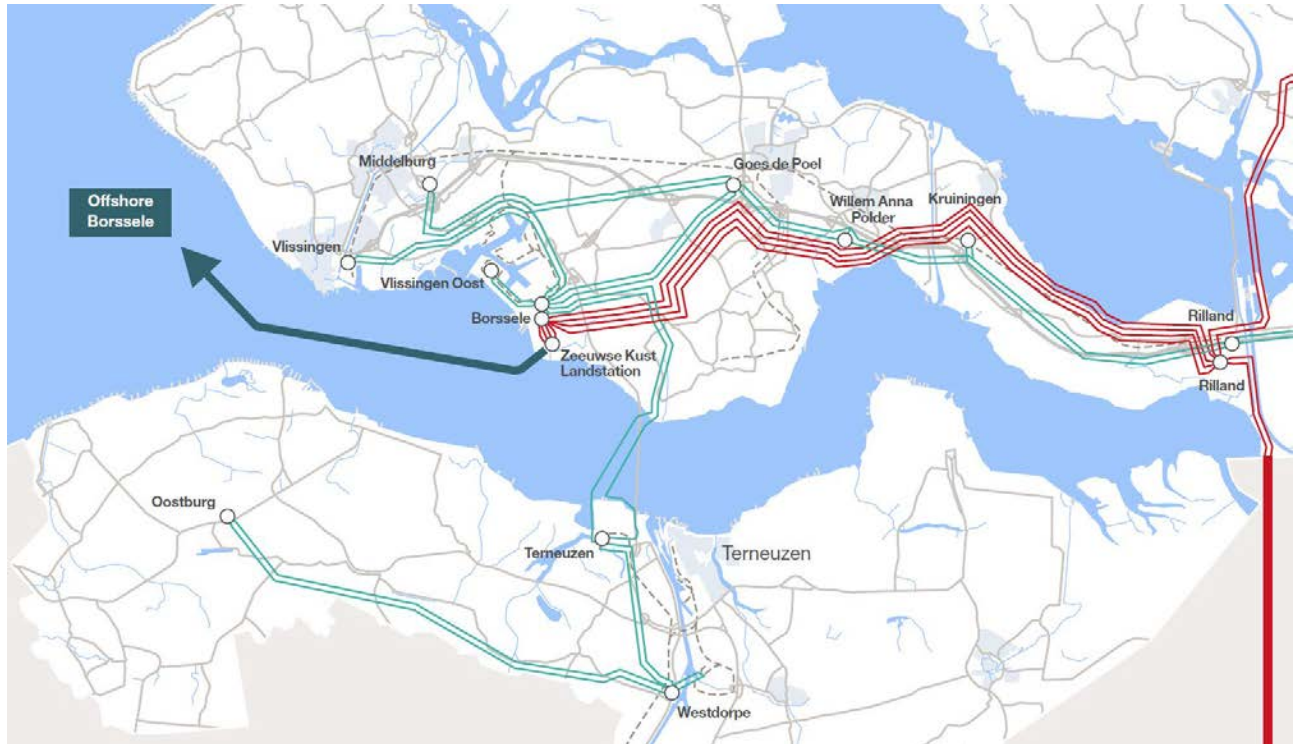 Middelburg
Goes de Poel
Offshore
Borssele
Willem Anna
Polder
Kruiningen
Vlissingen
Vlissingen Oost
Borssele
Rilland
Zeeuwse Kust
Landstation
Rilland
Oostburg
Terneuzen
Terneuzen
Westdorpe